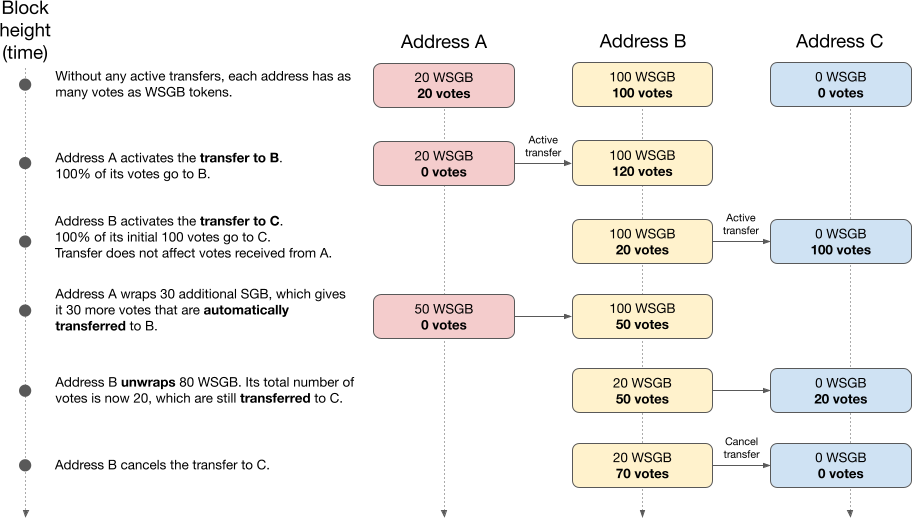 Block
height
(time)
Address A
Address B
Address C
Without any active transfers, each address has as
many votes as WSGB tokens.
20 WSGB
20 votes
100 WSGB
100 votes
0 WSGB
0 votes
Address A activates the transfer to B.
100% of its votes go to B.
20 WSGB
0 votes
Active
transfer
100 WSGB
120 votes
Address B activates the transfer to C.
100% of its initial 100 votes go to C.
Transfer does not affect votes received from A.
100 WSGB
20 votes
Active
transfer
0 WSGB
100 votes
Address A wraps 30 additional SGB, which gives
it 30 more votes that are automatically
transferred to B.
50 WSGB
0 votes
100 WSGB
50 votes
Address B unwraps 80 WSGB. Its total number of
votes is now 20, which are still transferred to C.
20 WSGB
50 votes
0 WSGB
20 votes
Address B cancels the transfer to C.
20 WSGB
70 votes
Cancel
transfer
0 WSGB
0 votes